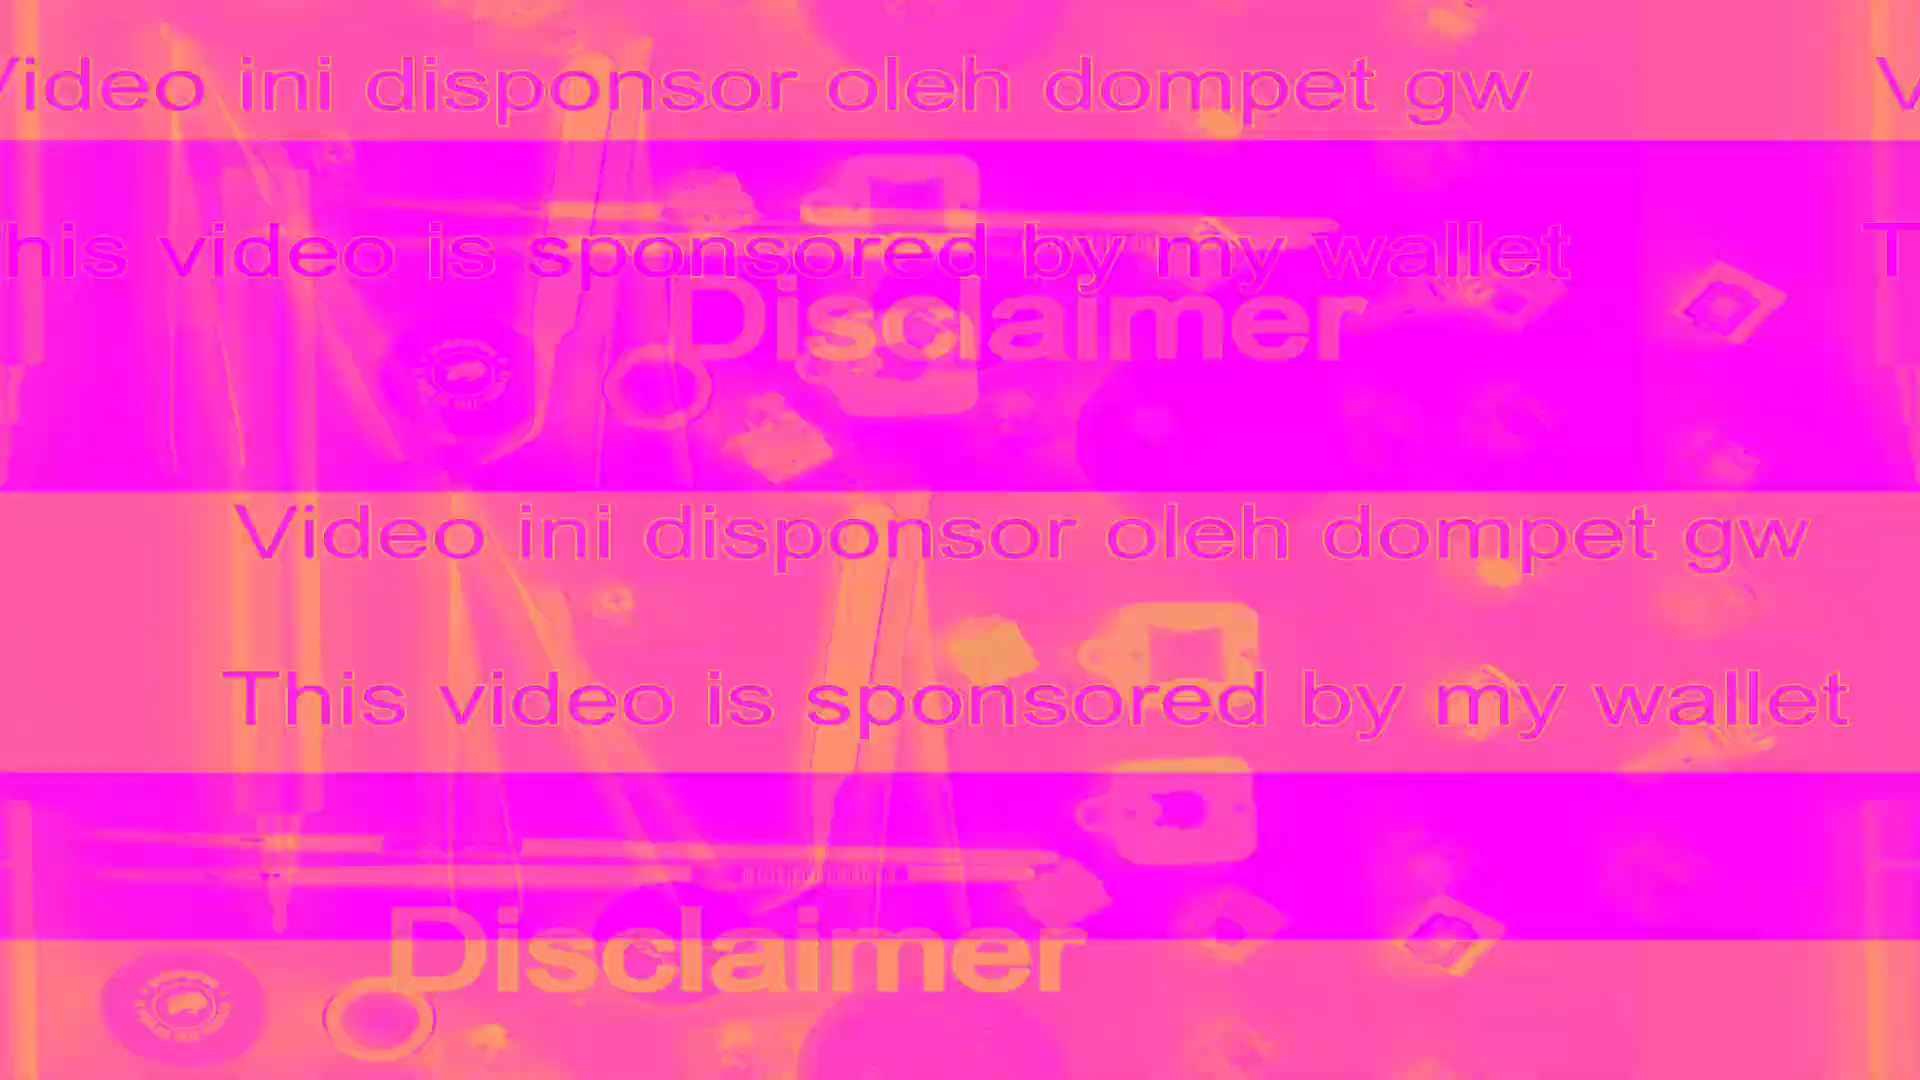 Video ini disponsor oleh dompet gw V
his video is sponsored by my wallet T
Disclaimer
Video ini disponsor oleh dompet gw
This video is sponsored by my wallet
Disclaimer